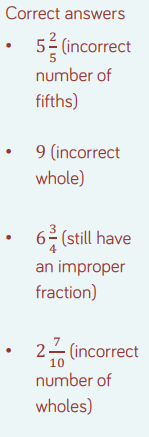 Correct answers
• 5 2/5 (incorrect
number of
fifths)
• 9 (incorrect
whole)
• 6 3/4 (still have
an improper
fraction)
• 2 7/10 (incorrect
number of
wholes)